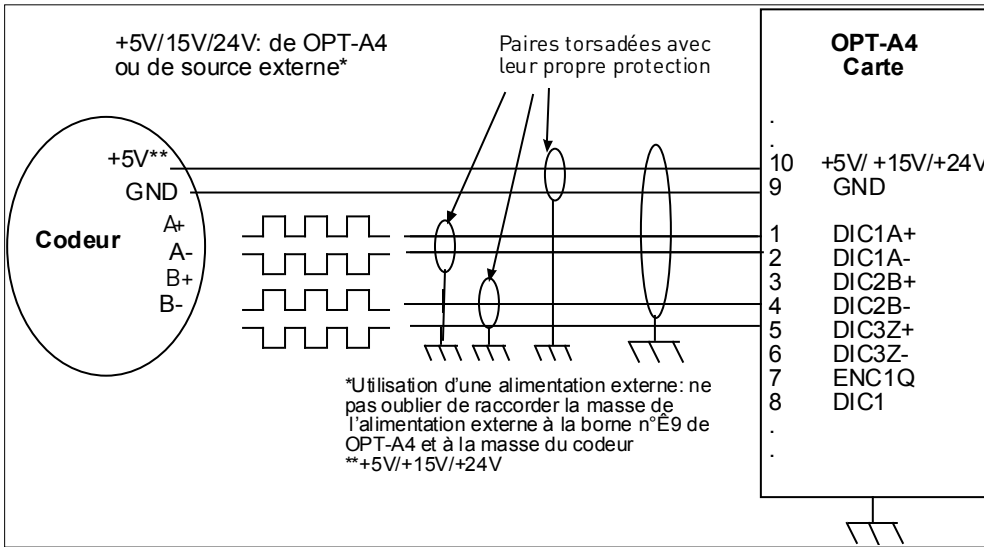 +5V/15V/24V: de OPT-A4
ou de source externe*
Paires torsadées avec
leur propre protection
OPT-A4
Carte
.
.
+5V**
GND
Codeur
A+
A-
B+
B-
10 +5V/ +15V/+24V
9 GND
1 DIC1A+
2 DIC1A-
3 DIC2B+
4 DIC2B-
5 DIC3Z+
6 DIC3Z-
7 ENC1Q
8 DIC1
.
.
*Utilisation d'une alimentation externe: ne
pas oublier de raccorder la masse de
l'alimentation externe à la borne n°Ê9 de
OPT-A4 et à la masse du codeur
**+5V/+15V/+24V